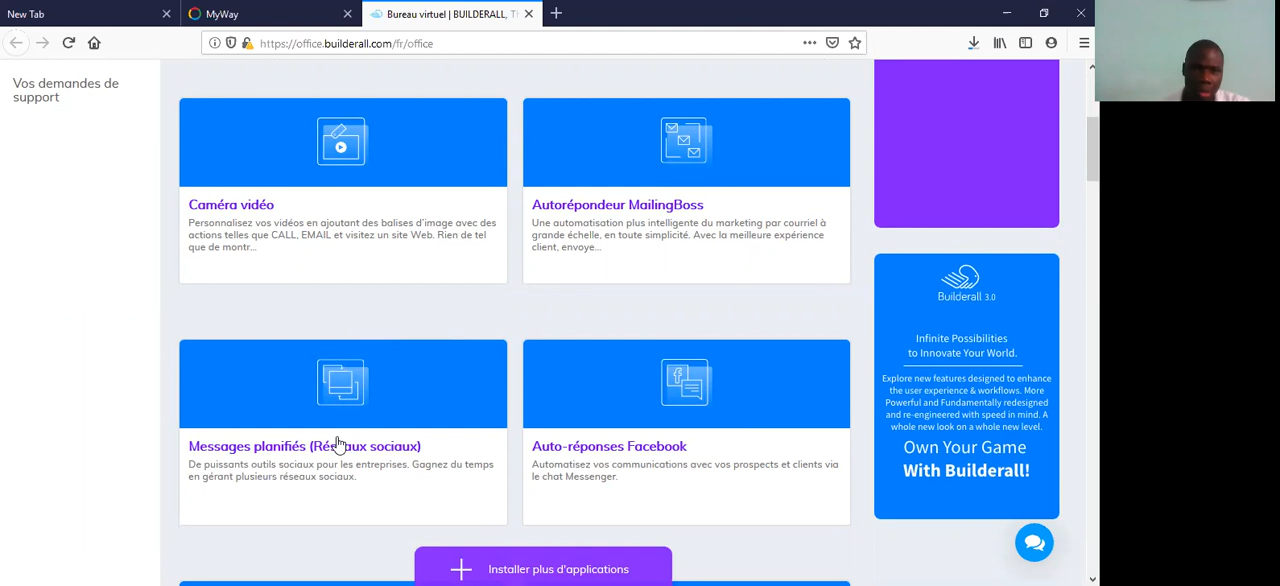 New Tab
MyWay
Bureau virtuel | BUILDERALL, T
https://office.builderall.com/fr/office
Vos demandes de
support
Caméra vidéo
Personnalisez vos vidéos en ajoutant des balises d'image avec des
actions telles que CALL, EMAIL et visitez un site Web. Rien de tel
que de montr...
Autorépondeur MailingBoss
Une automatisation plus intelligente du marketing par courriel à
grande échelle, en toute simplicité. Avec la meilleure expérience
client, envoye...
Messages planifiés (Réseaux sociaux)
De puissants outils sociaux pour les entreprises. Gagnez du temps
en gérant plusieurs réseaux sociaux.
Auto-réponses Facebook
Automatisez vos communications avec vos prospects et clients via
le chat Messenger.
Builderall 3.0
Infinite Possibilities
to Innovate Your World.
Explore new features designed to enhance
the user experience & workflows. More
Powerful and Fundamentally redesigned
and re-engineered with speed in mind. A
whole new look on a whole new level.
Own Your Game
With Builderall!
Installer plus d'applications